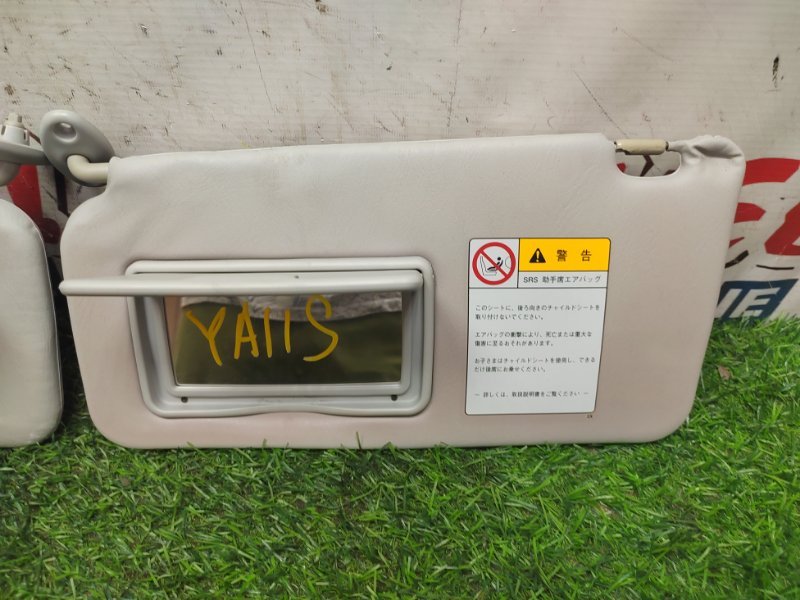 YA11S
警告
SRS 助手席エアバッグ
このシートに、後ろ向きのチャイルドシートを
取り付けないでください。
エアバッグの衝撃により、死亡または重大な
傷害に至るおそれがあります。
お子さまはチャイルドシートを使用し、できる
だけ後席にお乗せください。
〜 詳しくは、取扱説明書をご覧ください 〜